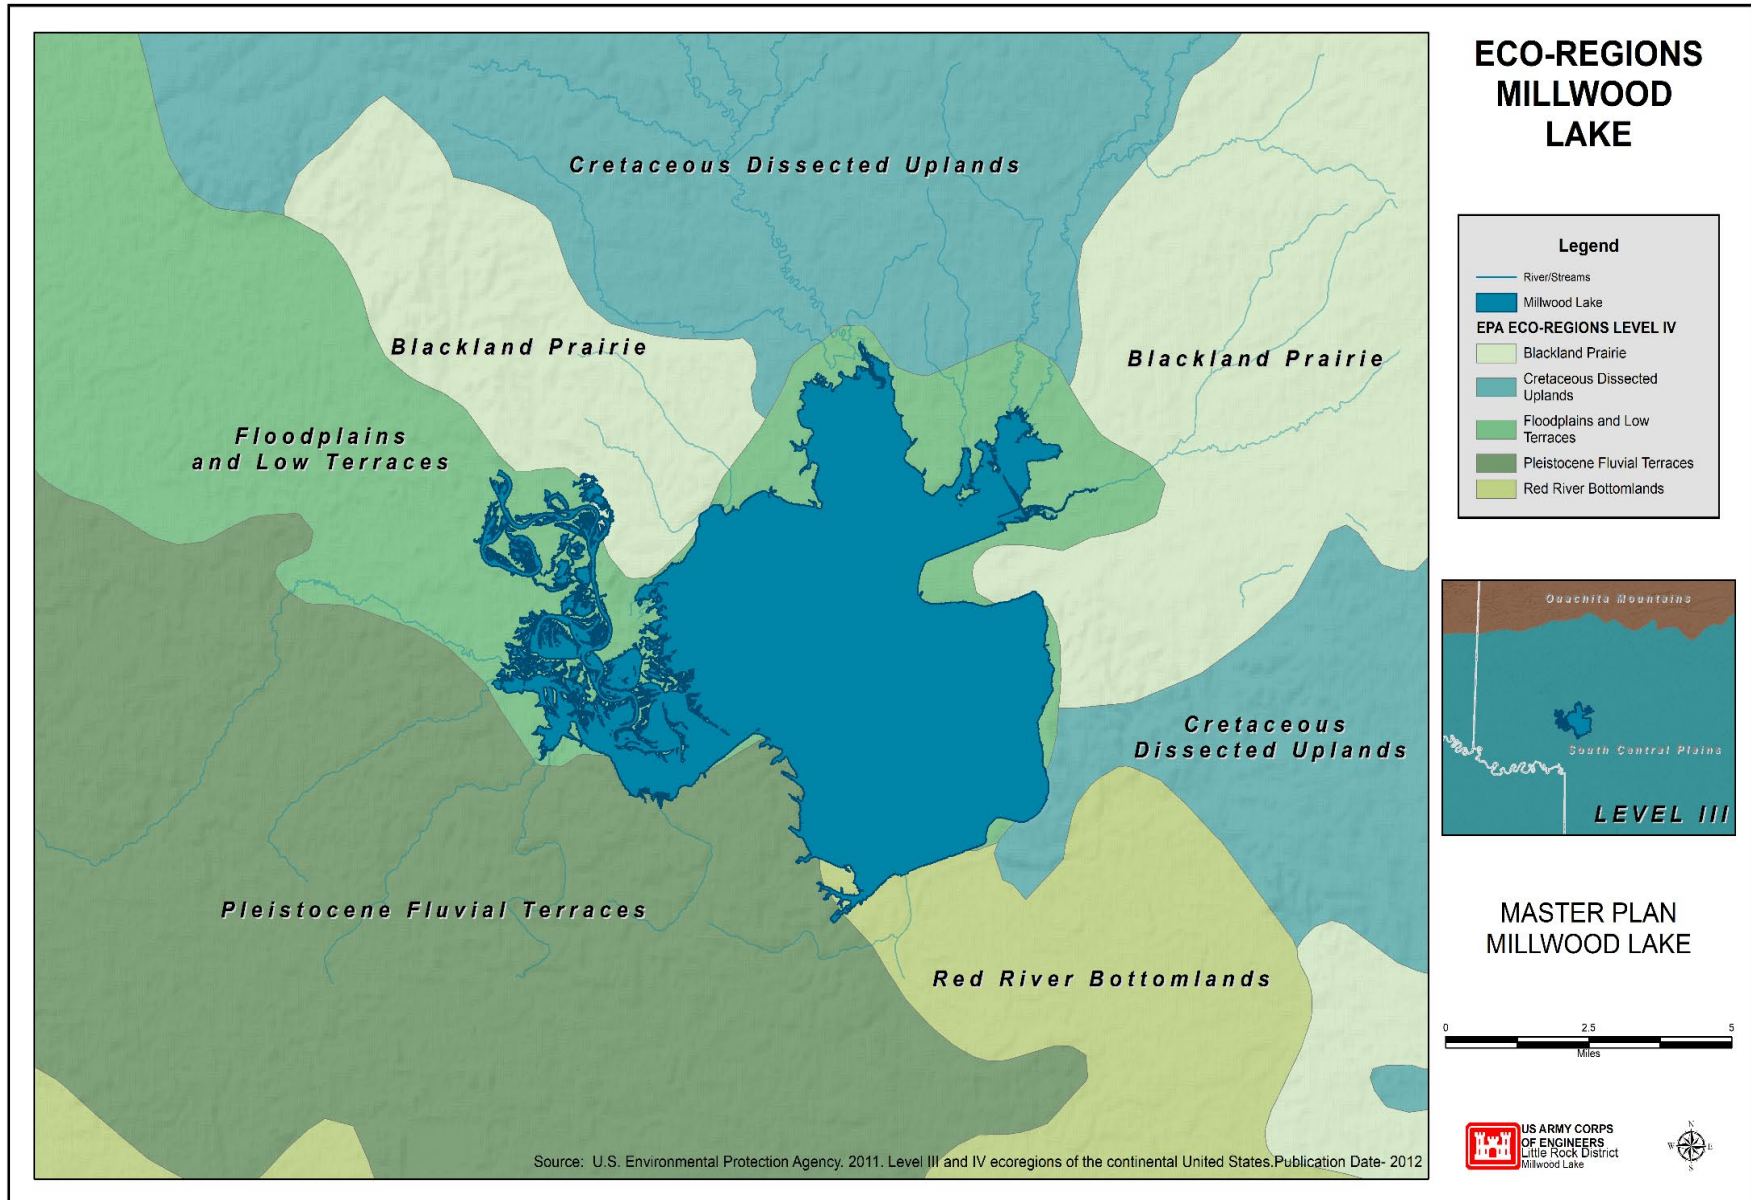 ECO-REGIONS
MILLWOOD
LAKE
Cretaceous Dissected Uplands
Blackland Prairie
Blackland Prairie
Floodplains
and Low Terraces
Cretaceous
Dissected Uplands
Pleistocene Fluvial Terraces
Red River Bottomlands
Source: U.S. Environmental Protection Agency. 2011. Level III and IV ecoregions of the continental United States.Publication Date- 2012
Legend
River/Streams
Millwood Lake
EPA ECO-REGIONS LEVEL IV
Blackland Prairie
Cretaceous Dissected
Uplands
Floodplains and Low
Terraces
Pleistocene Fluvial Terraces
Red River Bottomlands
Ouachita Mountains
South Central Plains
LEVEL III
MASTER PLAN
MILLWOOD LAKE
0 2.5 5
Miles
US ARMY CORPS
OF ENGINEERS
Little Rock District
Millwood Lake
N
W E
S